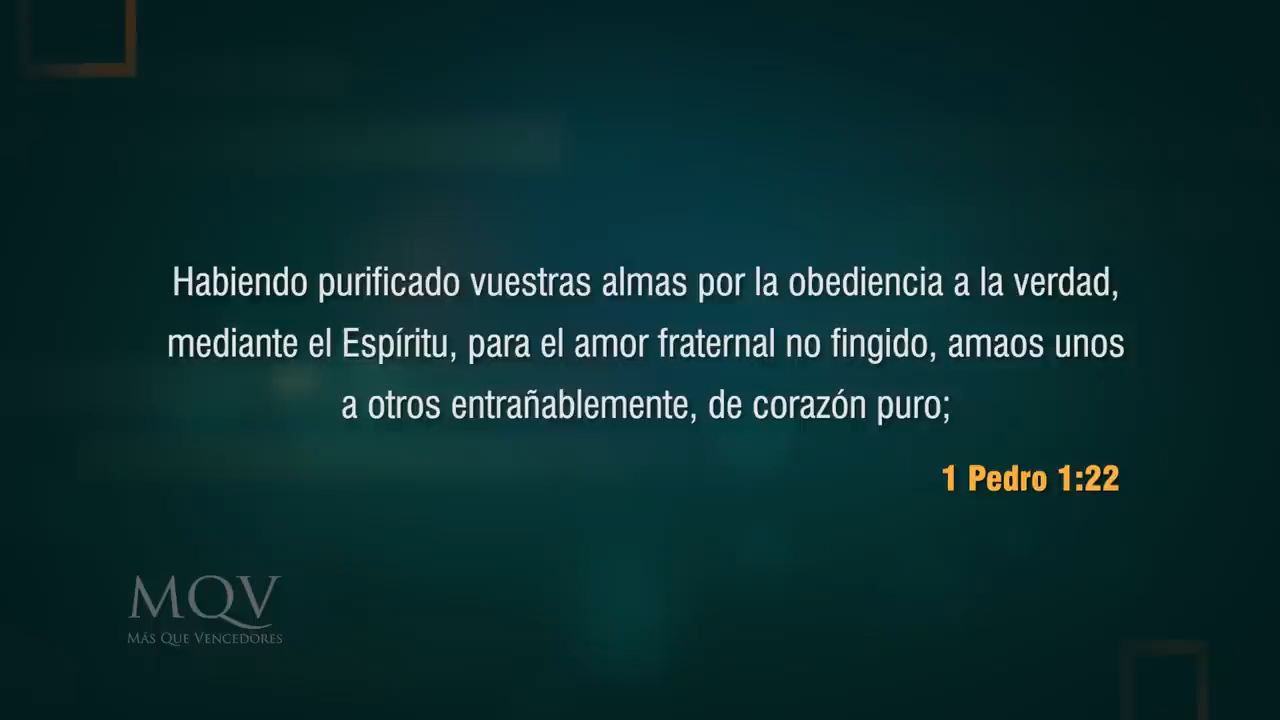 Habiendo purificado vuestras almas por la obediencia a la verdad,
mediante el Espíritu, para el amor fraternal no fingido, amaos unos
a otros entrañablemente, de corazón puro;
1 Pedro 1:22
MQV
MÁS QUE VENCEDORES